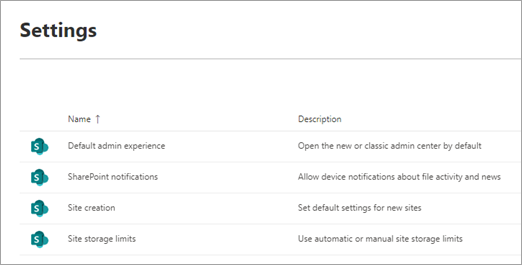 Settings
Name ↑ Description
S Default admin experience Open the new or classic admin center by default
S SharePoint notifications Allow device notifications about file activity and news
S Site creation Set default settings for new sites
S Site storage limits Use automatic or manual site storage limits